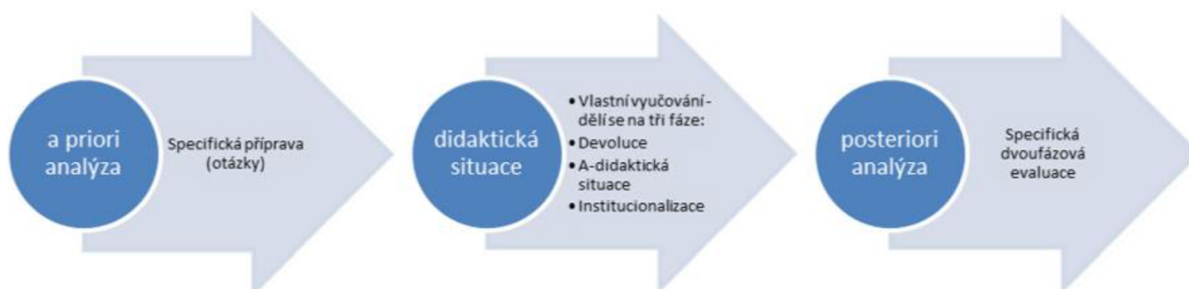 a priori
analýza
Specifická příprava
(otázky)
didaktická
situace
• Vlastní vyučování -
dělí se na tři fáze:
• Devoluce
• A-didaktická
situace
• Institucionalizace
posteriori
analýza
Specifická
dvoufázová
evaluace